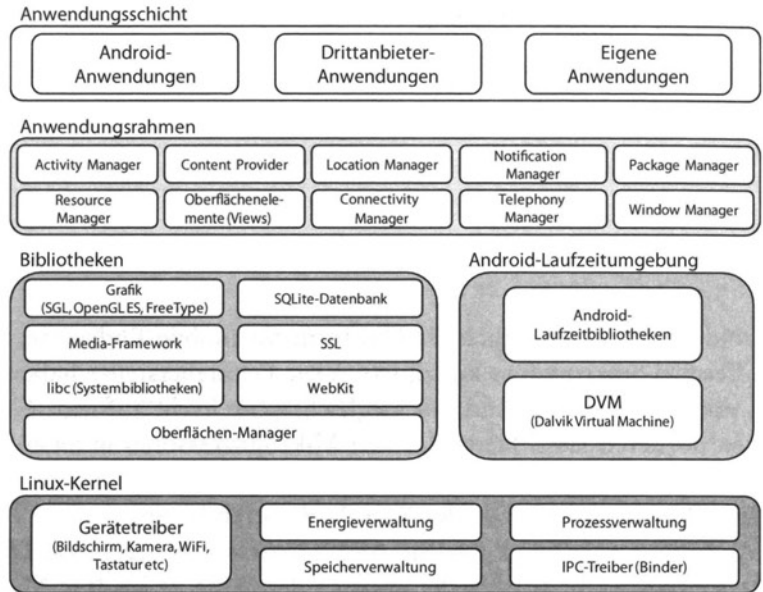 Anwendungsschicht
Android-
Anwendungen
Drittanbieter-
Anwendungen
Eigene
Anwendungen
Anwendungsrahmen
Activity Manager
Content Provider
Location Manager
Notification
Manager
Package Manager
Resource
Manager
Oberflächenele-
mente (Views)
Connectivity
Manager
Telephony
Manager
Window Manager
Bibliotheken
Grafik
(SGL, OpenGL ES, FreeType)
SQLite-Datenbank
Media-Framework
SSL
libc (Systembibliotheken)
WebKit
Oberflächen-Manager
Android-Laufzeitumgebung
Android-
Laufzeitbibliotheken
DVM
(Dalvik Virtual Machine)
Linux-Kernel
Gerätetreiber
(Bildschirm, Kamera, WiFi,
Tastatur etc)
Energieverwaltung
Prozessverwaltung
Speicherverwaltung
IPC-Treiber (Binder)